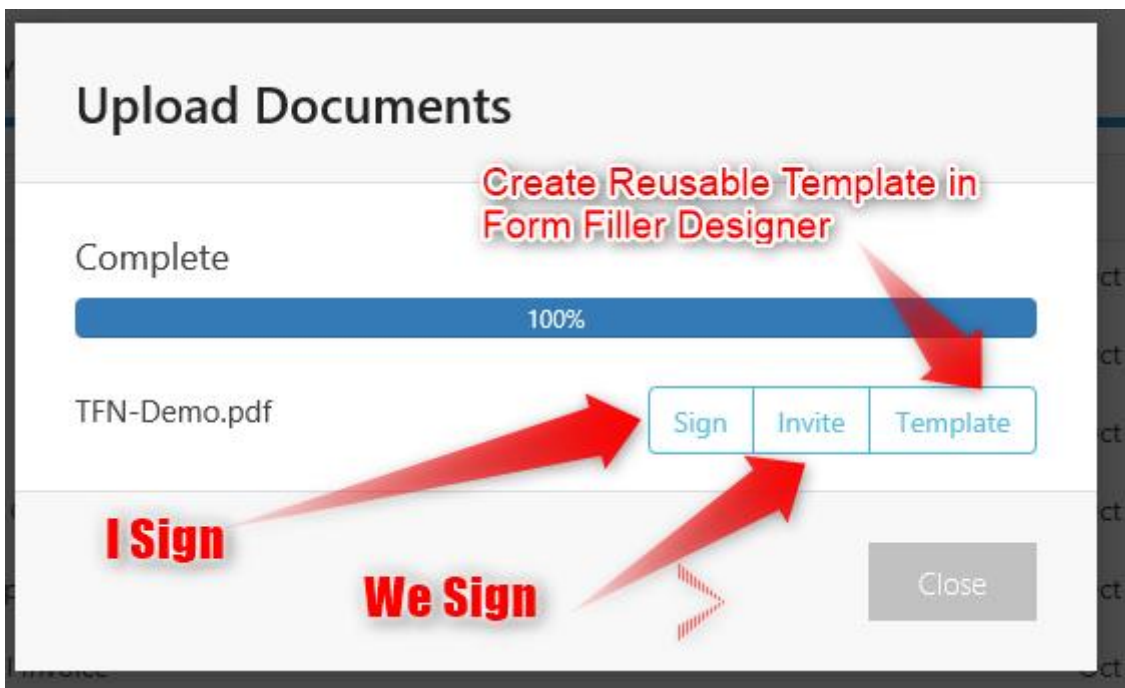 Upload Documents
Create Reusable Template in
Form Filler Designer
Complete
100%
TFN-Demo.pdf
Sign Invite Template
I Sign
We Sign
Close